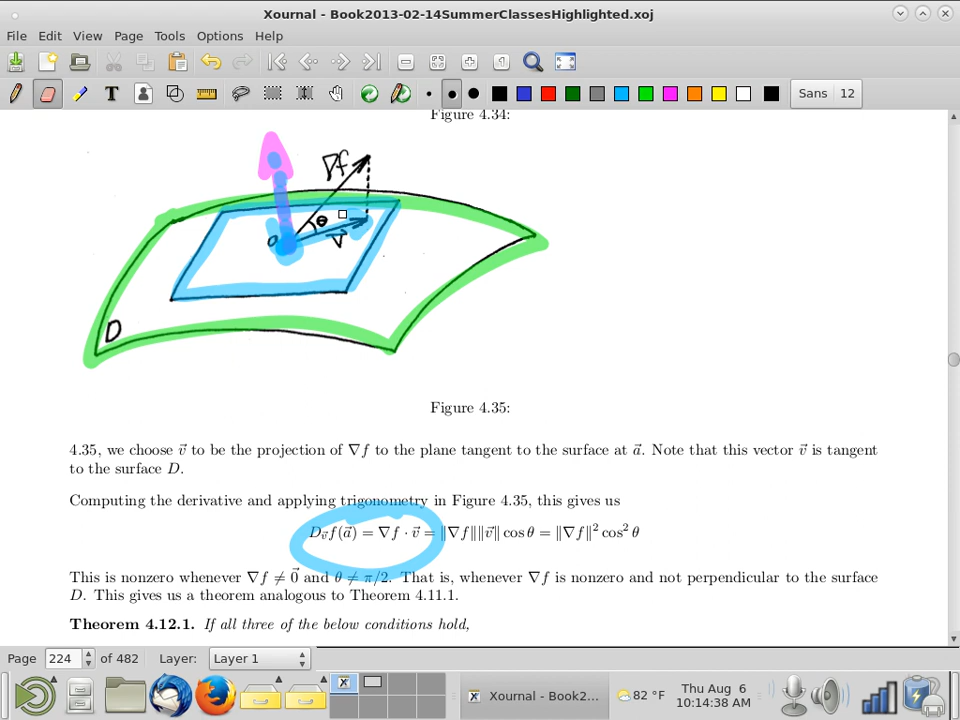 Xournal - Book2013-02-14SummerClassesHighlighted.xoj
File Edit View Page Tools Options Help
Sans 12
Figure 4.34:
∇f
θ
v⃗
D
Figure 4.35:
4.35, we choose v⃗ to be the projection of ∇f to the plane tangent to the surface at a⃗. Note that this vector v⃗ is tangent
to the surface D.
Computing the derivative and applying trigonometry in Figure 4.35, this gives us
D_v⃗ f(a⃗) = ∇f · v⃗ = ‖∇f‖‖v⃗‖ cos θ = ‖∇f‖² cos² θ
This is nonzero whenever ∇f ≠ 0⃗ and θ ≠ π/2. That is, whenever ∇f is nonzero and not perpendicular to the surface
D. This gives us a theorem analogous to Theorem 4.11.1.
Theorem 4.12.1. If all three of the below conditions hold,
Page 224 of 482 Layer: Layer 1
Xournal - Book2...
82 °F
Thu Aug 6
10:14:38 AM